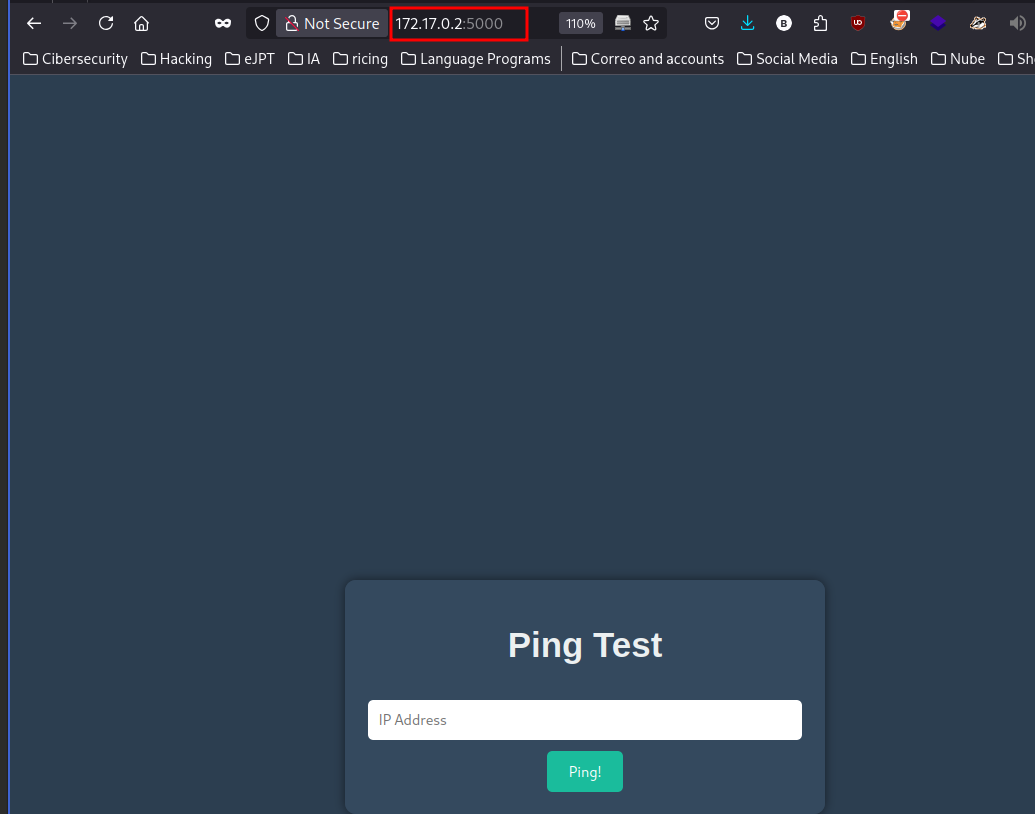 Not Secure 172.17.0.2:5000 110% B UD
Cibersecurity Hacking eJPT IA ricing Language Programs Correo and accounts Social Media English Nube Sh
Ping Test
IP Address
Ping!